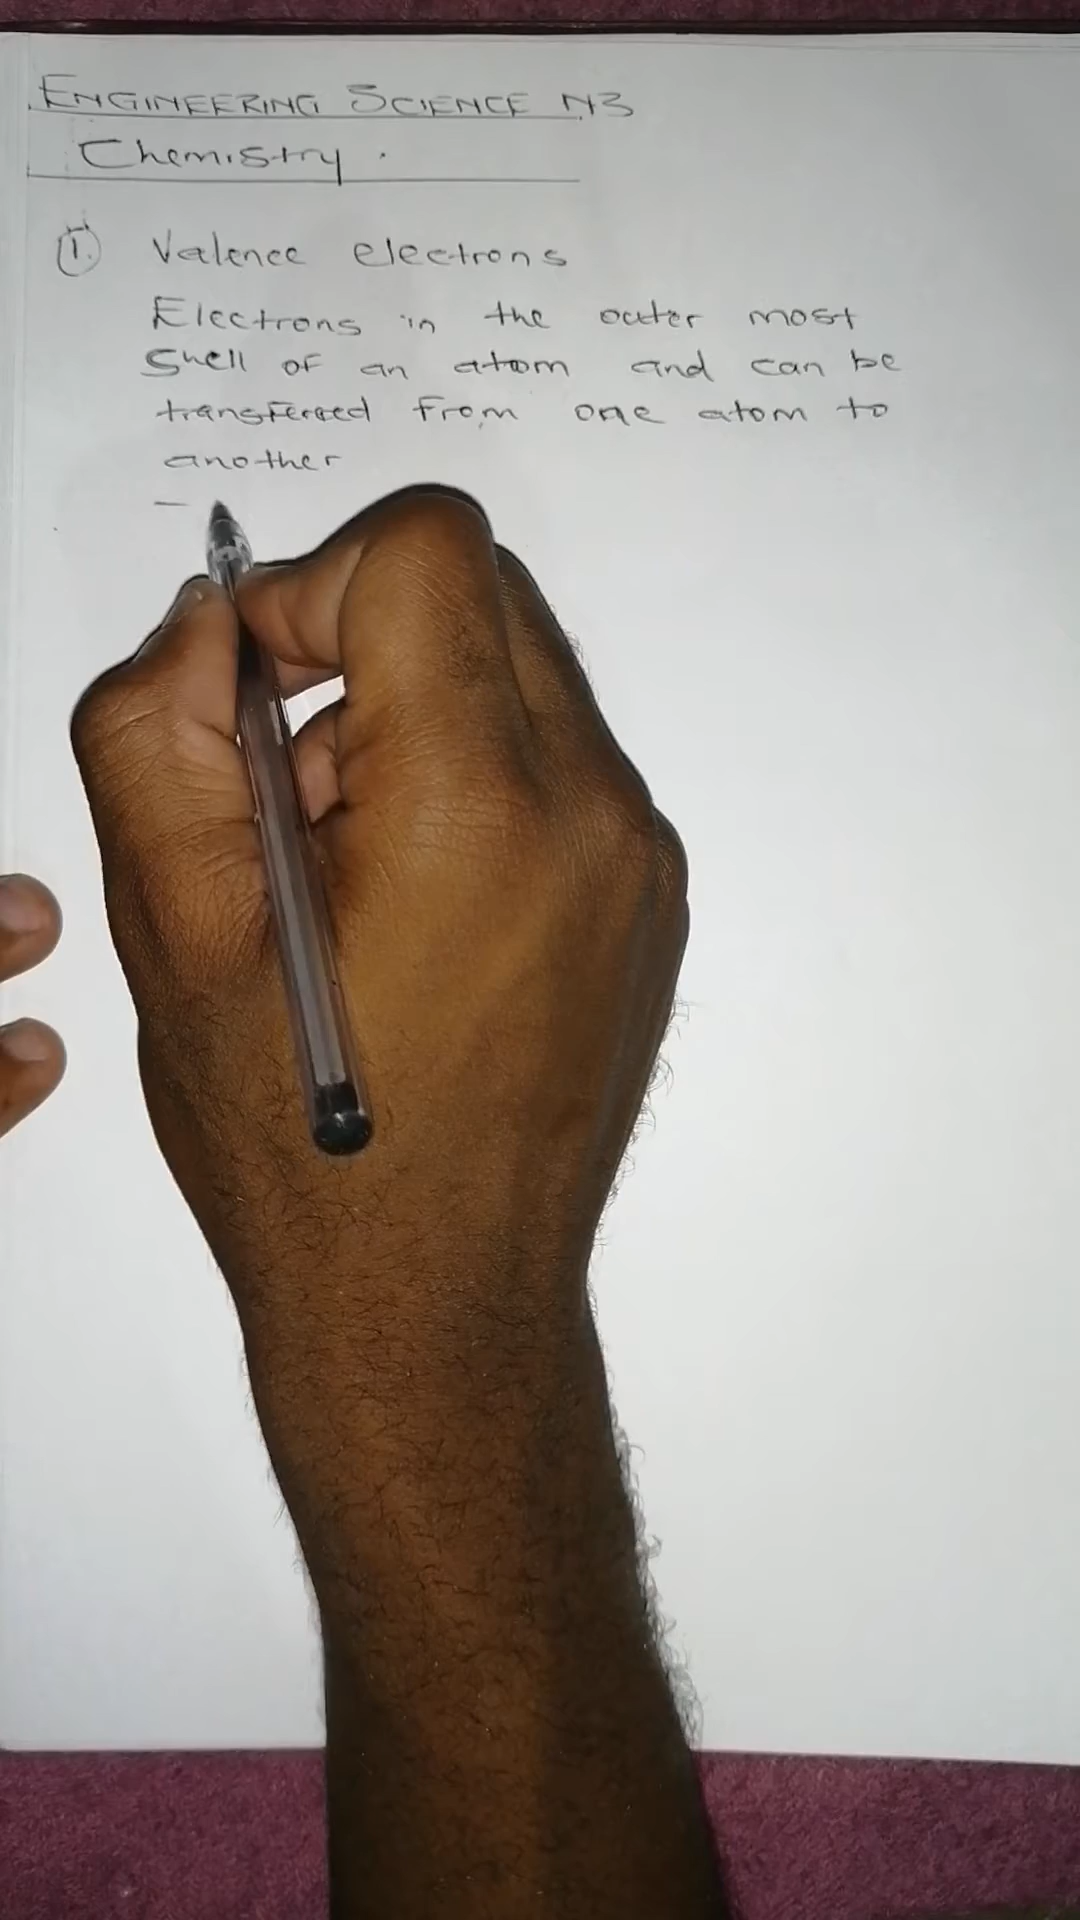 ENGINEERING SCIENCE N3
Chemistry.
1. Valence electrons
Electrons in the outer most
Shell of an atom and can be
transferred from one atom to
another
—